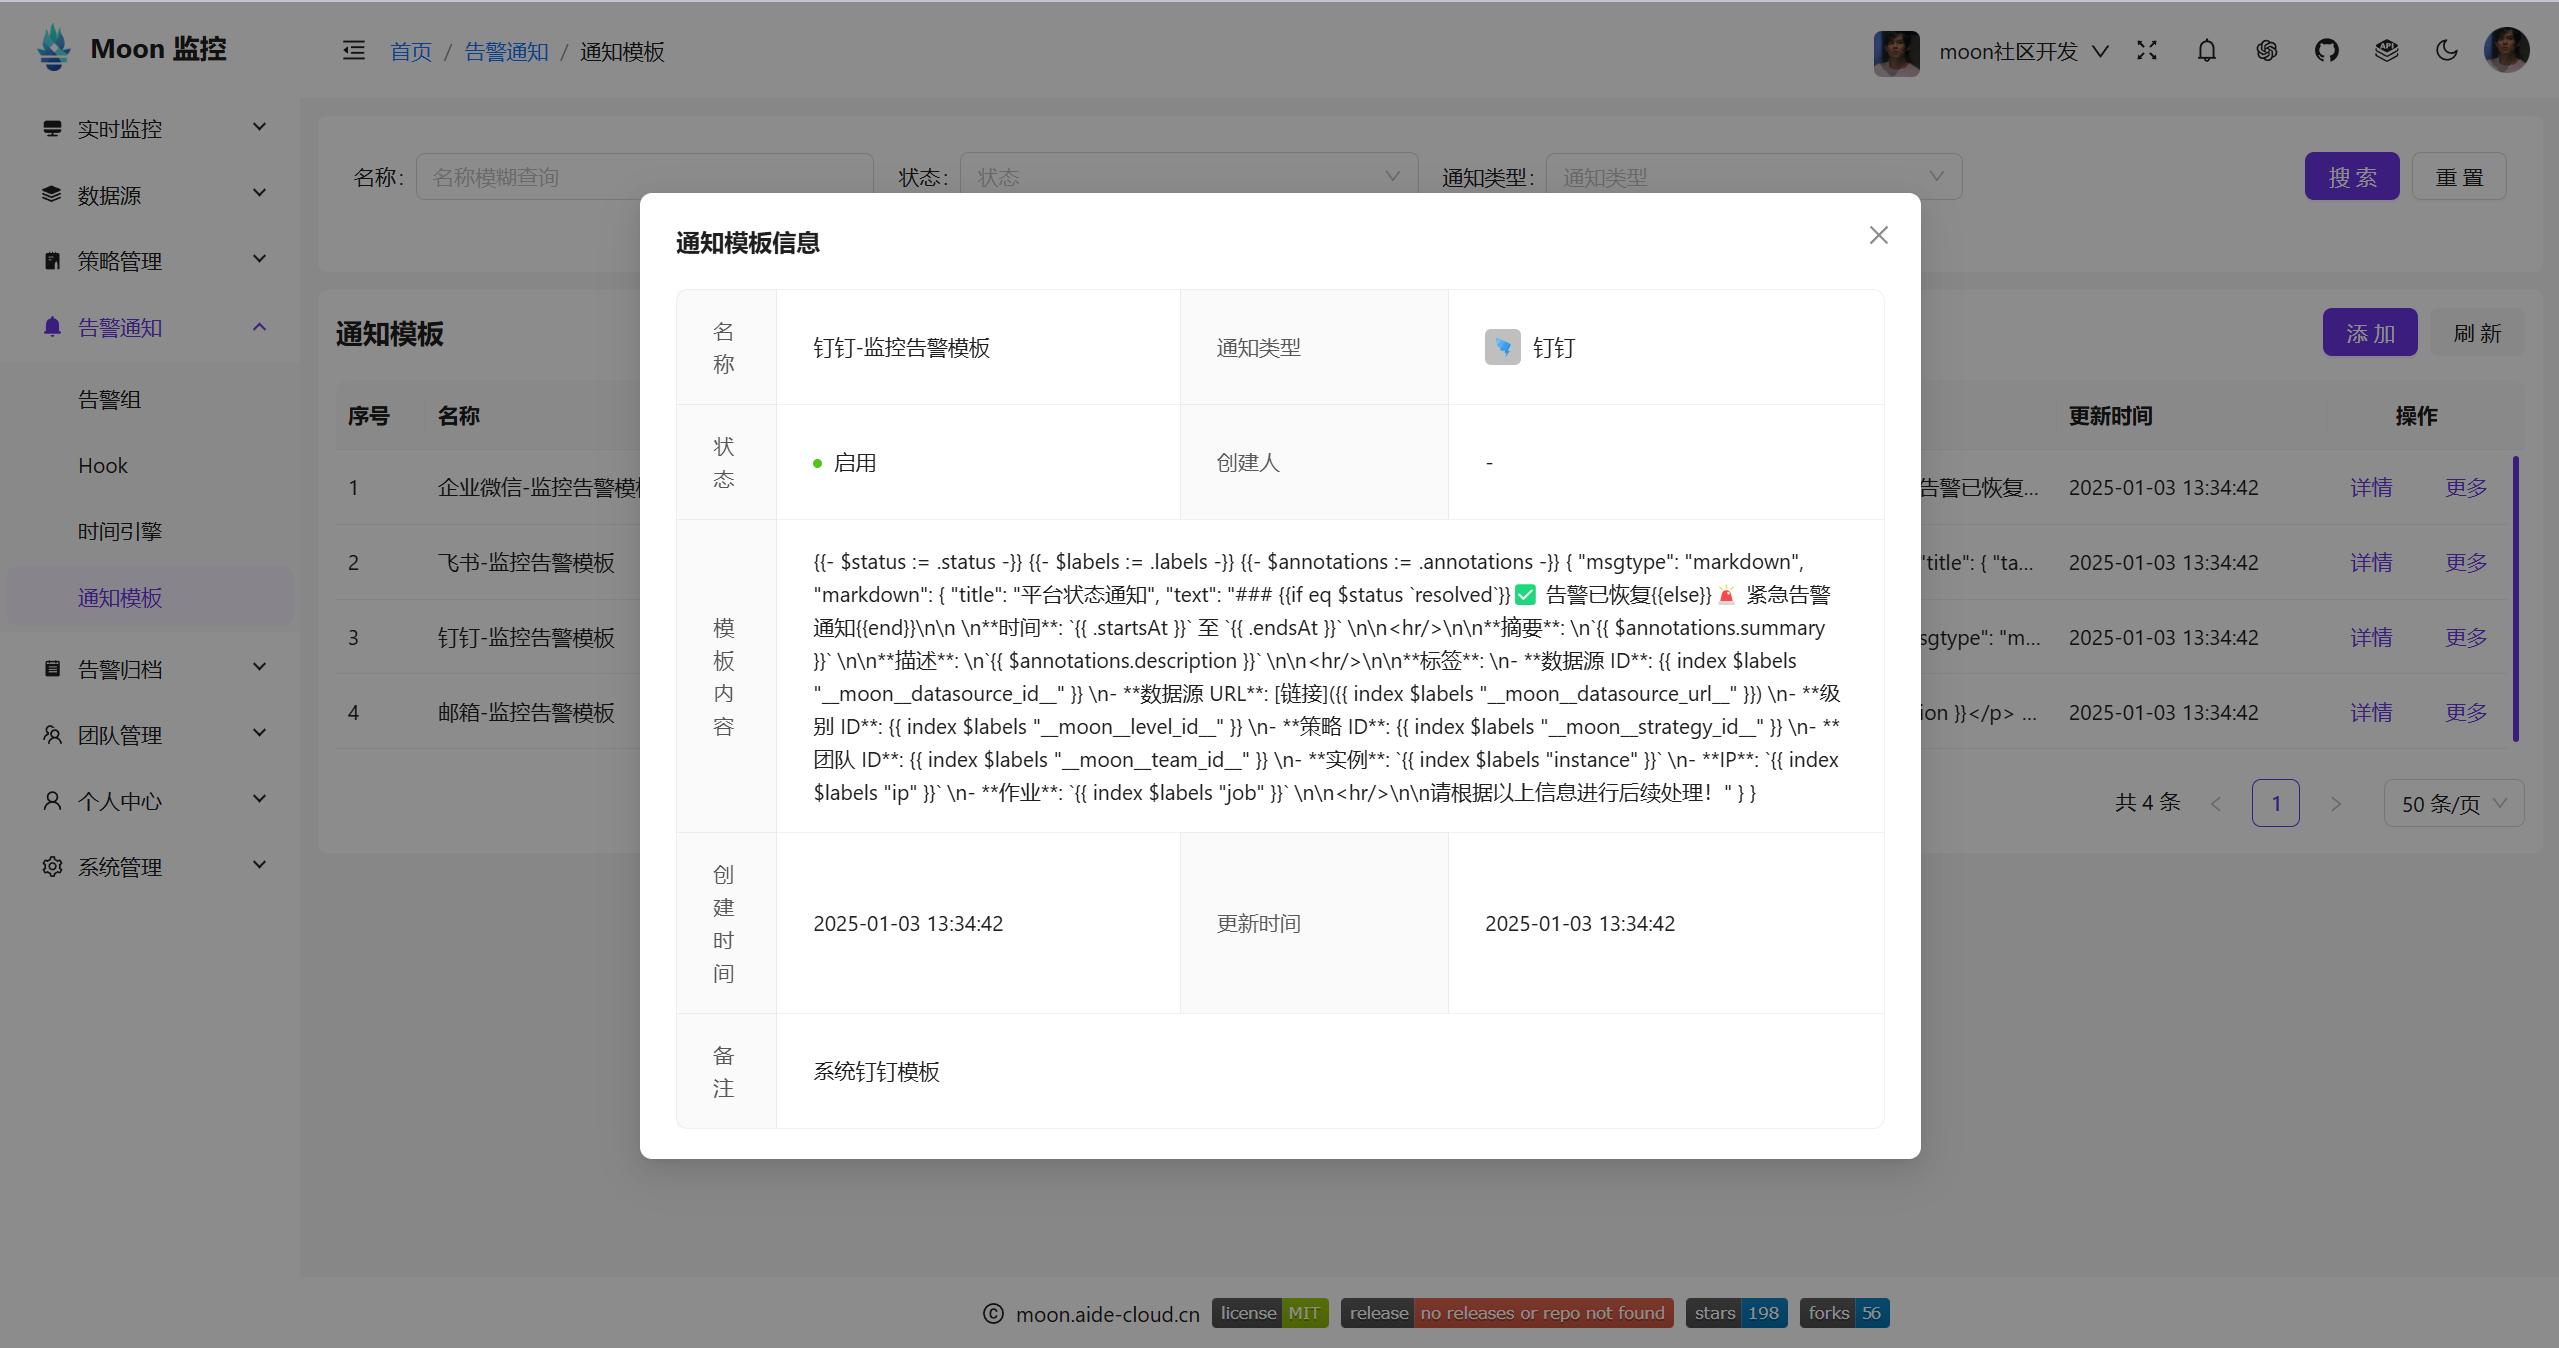 Moon 监控
首页 / 告警通知 / 通知模板
moon社区开发
实时监控
数据源
策略管理
告警通知
告警组
Hook
时间引擎
通知模板
告警归档
团队管理
个人中心
系统管理
名称: 名称模糊查询 状态: 状态 通知类型: 通知类型
搜 索 重 置
通知模板
添 加 刷 新
序号 名称 更新时间 操作
1 企业微信-监控告警模 告警已恢复... 2025-01-03 13:34:42 详情 更多
2 飞书-监控告警模板 "title": { "ta... 2025-01-03 13:34:42 详情 更多
3 钉钉-监控告警模板 sgtype": "m... 2025-01-03 13:34:42 详情 更多
4 邮箱-监控告警模板 ion }}</p> ... 2025-01-03 13:34:42 详情 更多
共 4 条 < 1 > 50 条/页
通知模板信息
名称 钉钉-监控告警模板 通知类型 钉钉
状态 启用 创建人 -
模板内容
{{- $status := .status -}} {{- $labels := .labels -}} {{- $annotations := .annotations -}} { "msgtype": "markdown",
"markdown": { "title": "平台状态通知", "text": "### {{if eq $status `resolved`}}✅ 告警已恢复{{else}}🚨 紧急告警
通知{{end}}\n\n \n**时间**: `{{ .startsAt }}` 至 `{{ .endsAt }}` \n\n<hr/>\n\n**摘要**: \n`{{ $annotations.summary
}}` \n\n**描述**: \n`{{ $annotations.description }}` \n\n<hr/>\n\n**标签**: \n- **数据源 ID**: {{ index $labels
"__moon__datasource_id__" }} \n- **数据源 URL**: [链接]({{ index $labels "__moon__datasource_url__" }}) \n- **级
别 ID**: {{ index $labels "__moon__level_id__" }} \n- **策略 ID**: {{ index $labels "__moon__strategy_id__" }} \n- **
团队 ID**: {{ index $labels "__moon__team_id__" }} \n- **实例**: `{{ index $labels "instance" }}` \n- **IP**: `{{ index
$labels "ip" }}` \n- **作业**: `{{ index $labels "job" }}` \n\n<hr/>\n\n请根据以上信息进行后续处理！" } }
创建时间 2025-01-03 13:34:42 更新时间 2025-01-03 13:34:42
备注 系统钉钉模板
© moon.aide-cloud.cn license MIT release no releases or repo not found stars 198 forks 56